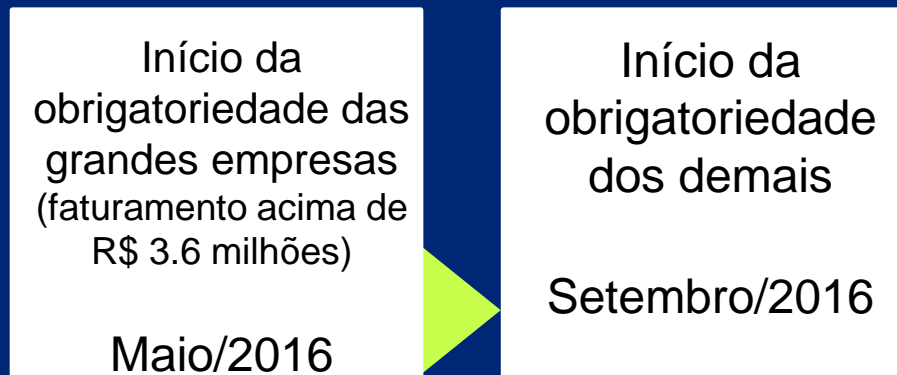 Início da
obrigatoriedade das
grandes empresas
(faturamento acima de
R$ 3.6 milhões)
Maio/2016
Início da
obrigatoriedade
dos demais
Setembro/2016